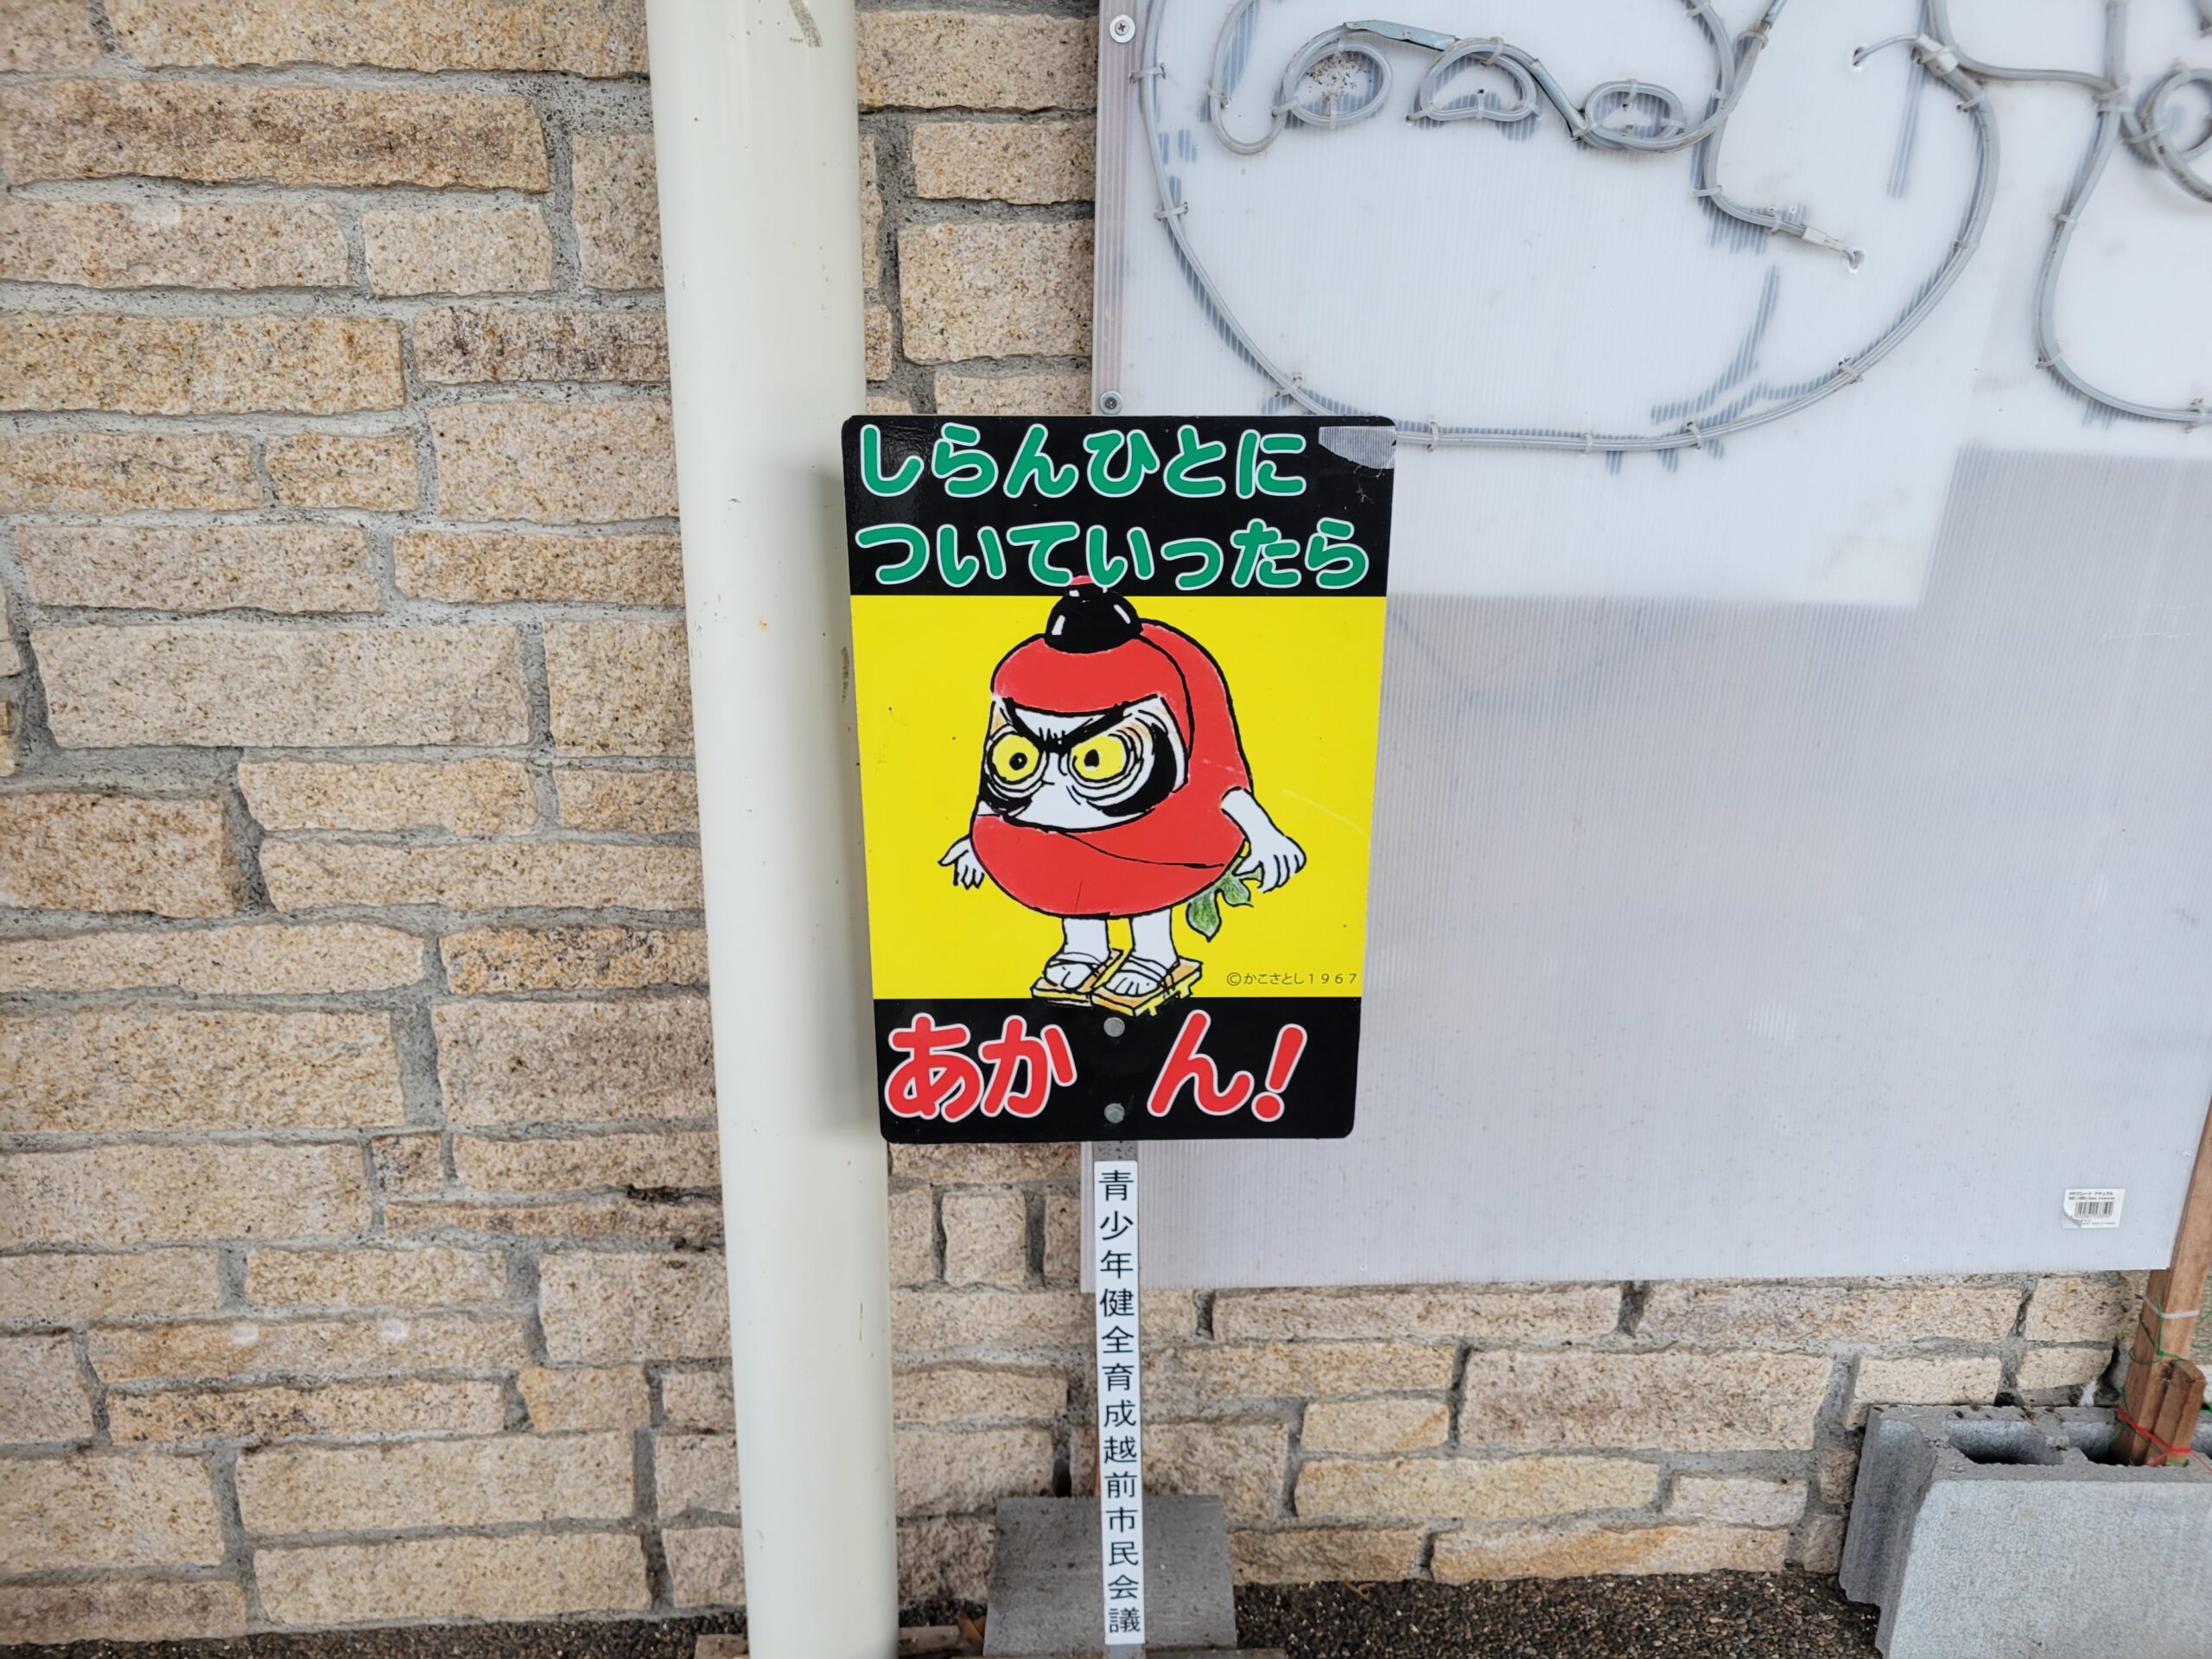 しらんひとに
ついていったら
©かこさとし1967
あかん!
青少年健全育成越前市民会議